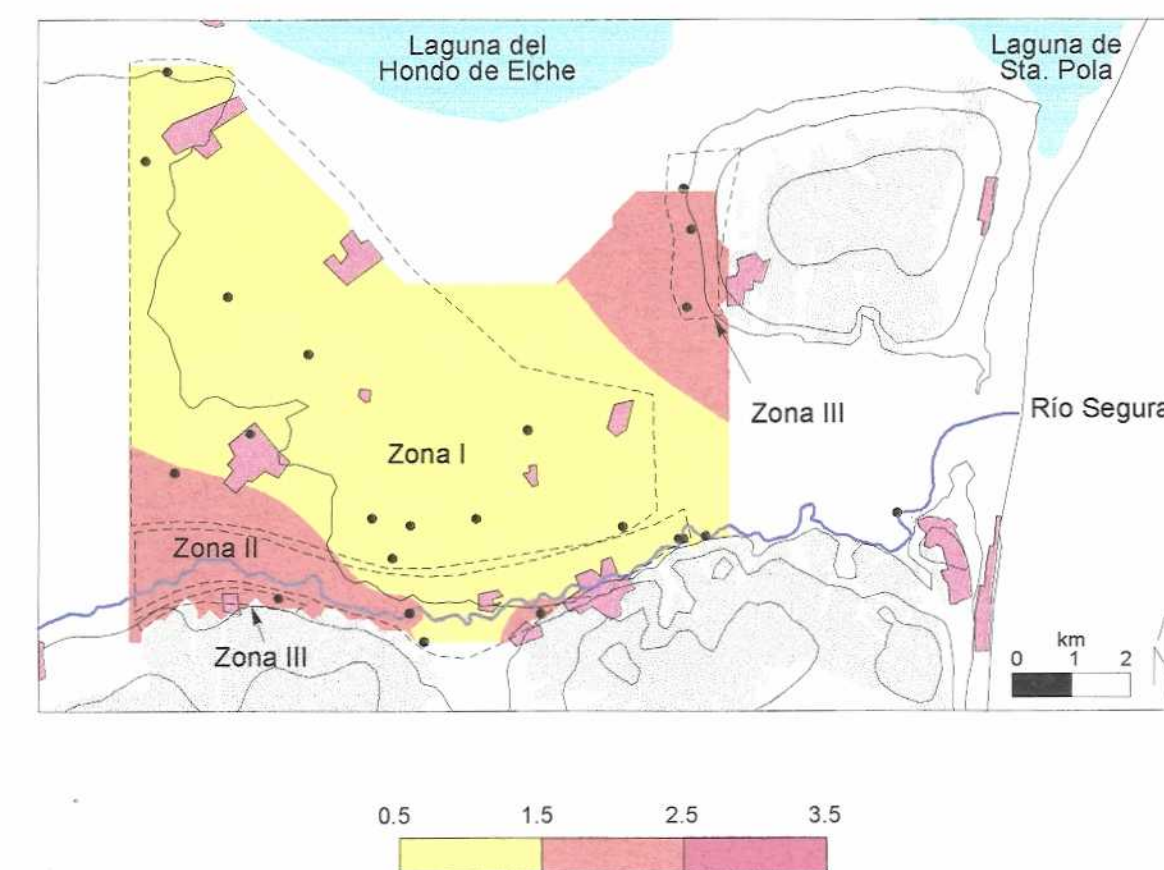 Laguna del
Hondo de Elche
Laguna de
Sta. Pola
Zona III
Río Segura
Zona I
Zona II
Zona III
km
0 1 2
N
0.5 1.5 2.5 3.5